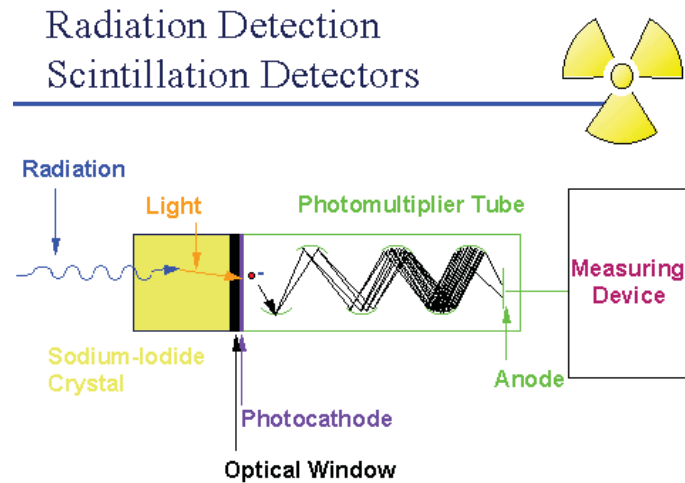 Radiation Detection
Scintillation Detectors
Radiation
Light
Photomultiplier Tube
-
Measuring
Device
Sodium-Iodide
Crystal
Anode
Photocathode
Optical Window